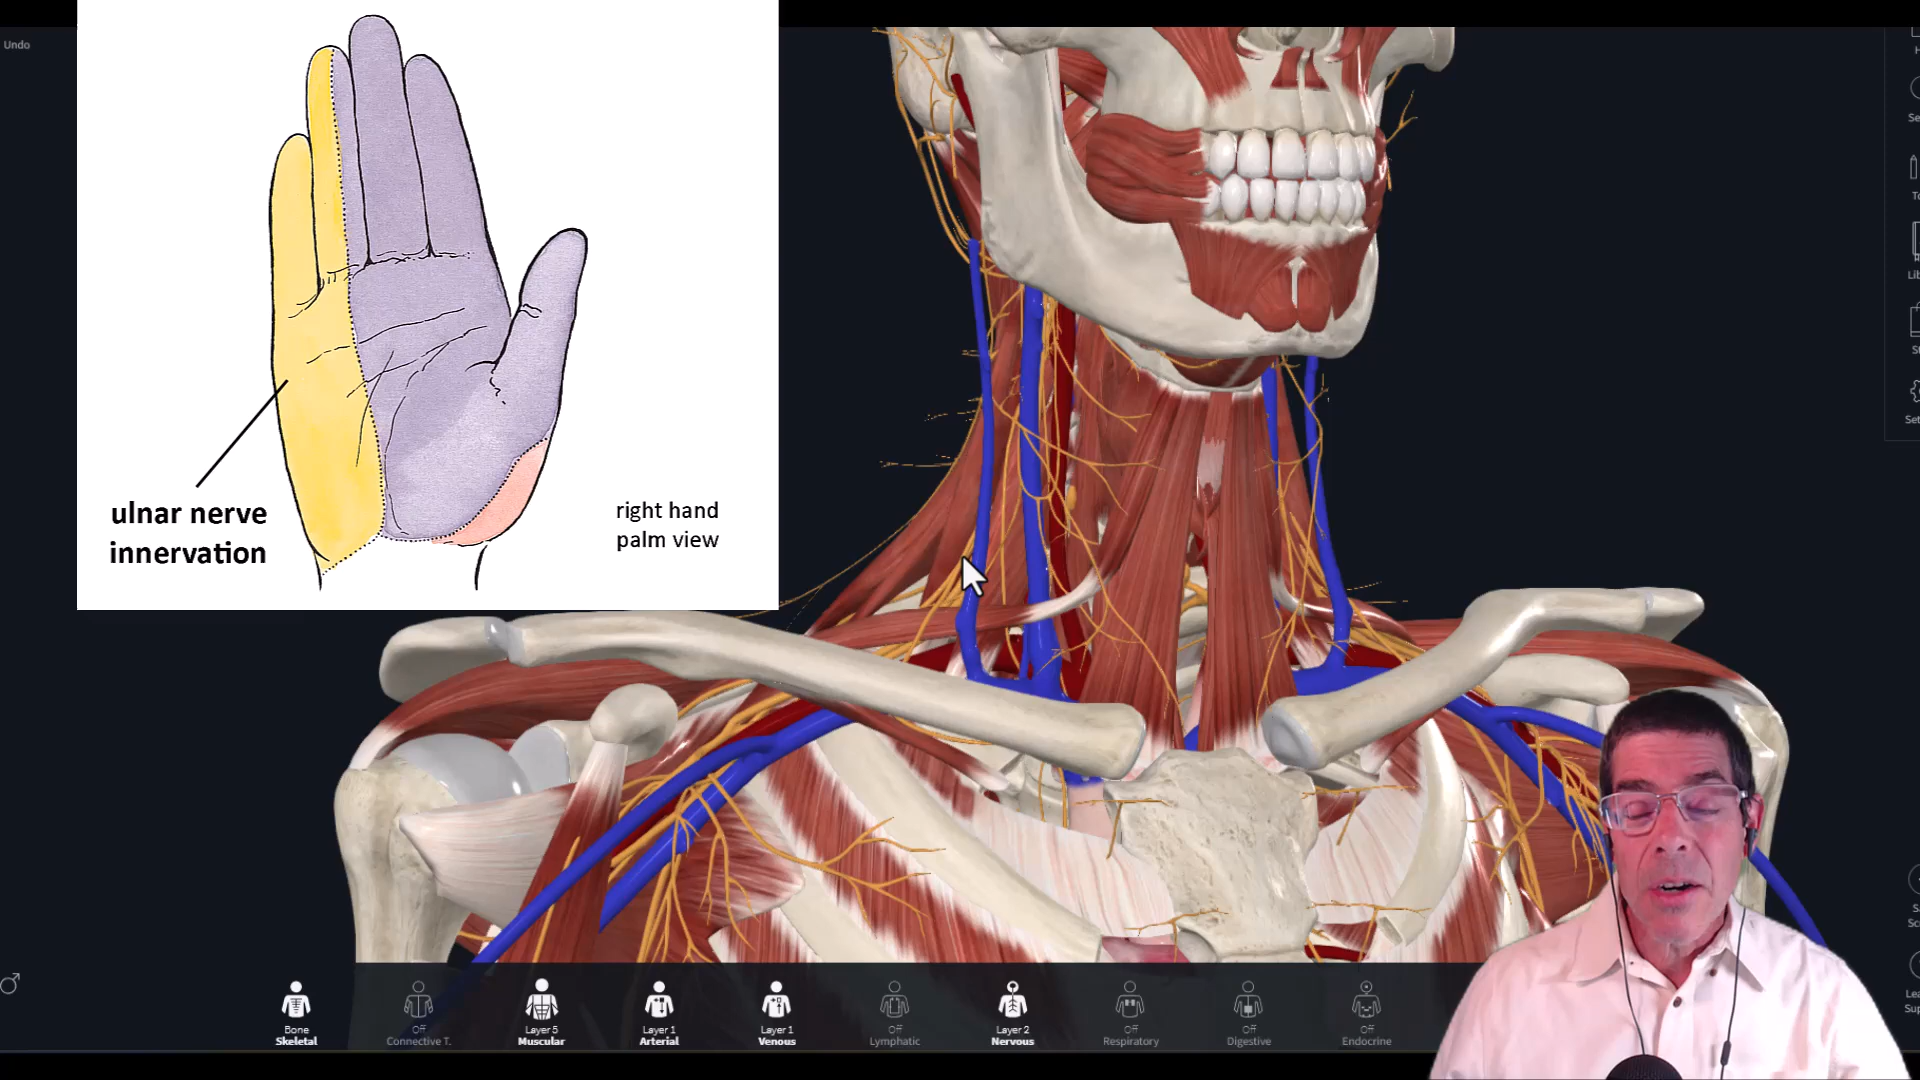 Undo
ulnar nerve
innervation
right hand
palm view
Bone
Skeletal
Off
Connective T.
Layer 5
Muscular
Layer 1
Arterial
Layer 1
Venous
Off
Lymphatic
Layer 2
Nervous
Off
Respiratory
Off
Digestive
Off
Endocrine